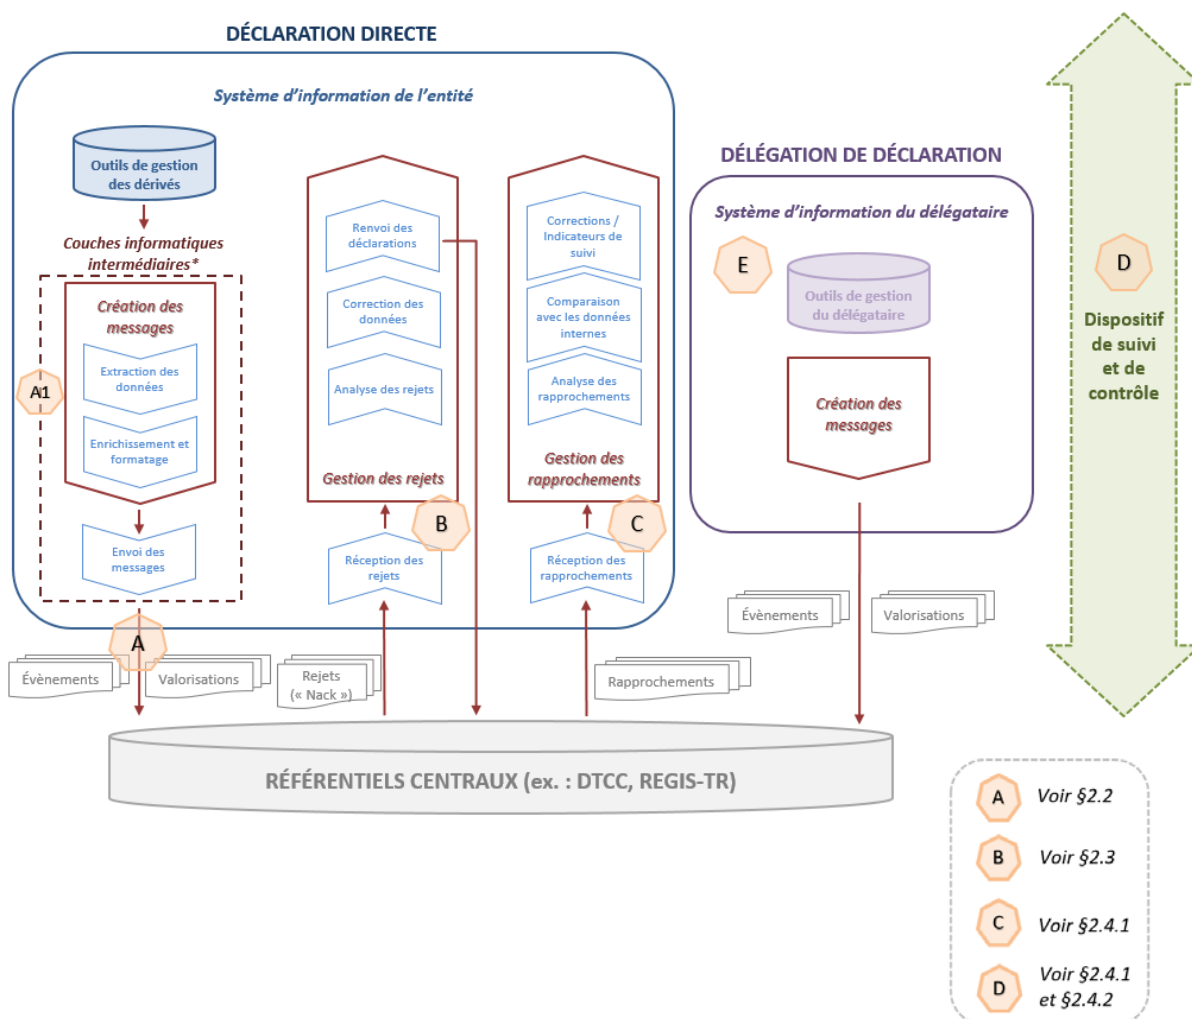 DÉCLARATION DIRECTE
Système d'information de l'entité
Outils de gestion
des dérivés
Couches informatiques
intermédiaires*
Création des
messages
Extraction des
données
A1
Enrichissement et
formatage
Envoi des
messages
A
Évènements
Valorisations
Renvoi des
déclarations
Correction des
données
Analyse des rejets
Gestion des rejets
B
Réception des
rejets
Rejets
(« Nack »)
Corrections /
Indicateurs de
suivi
Comparaison
avec les données
internes
Analyse des
rapprochements
Gestion des
rapprochements
C
Réception des
rapprochements
Rapprochements
DÉLÉGATION DE DÉCLARATION
Système d'information du délégataire
E
Outils de gestion
du délégataire
Création des
messages
Évènements
Valorisations
D
Dispositif
de suivi
et de
contrôle
RÉFÉRENTIELS CENTRAUX (ex. : DTCC, REGIS-TR)
A Voir §2.2
B Voir §2.3
C Voir §2.4.1
D Voir §2.4.1
et §2.4.2